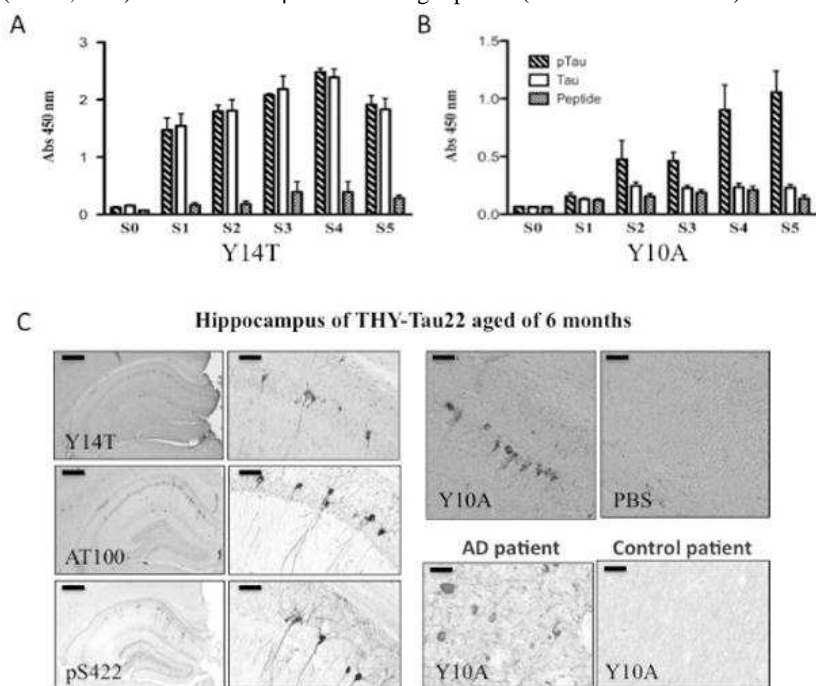 A
B
3
2
1
0
Abs 450 nm
S0 S1 S2 S3 S4 S5
Y14T
1.5
1.0
0.5
0.0
Abs 450 nm
pTau
Tau
Peptide
S0 S1 S2 S3 S4 S5
Y10A
C
Hippocampus of THY-Tau22 aged of 6 months
Y14T
AT100
pS422
Y10A
PBS
AD patient
Control patient
Y10A
Y10A